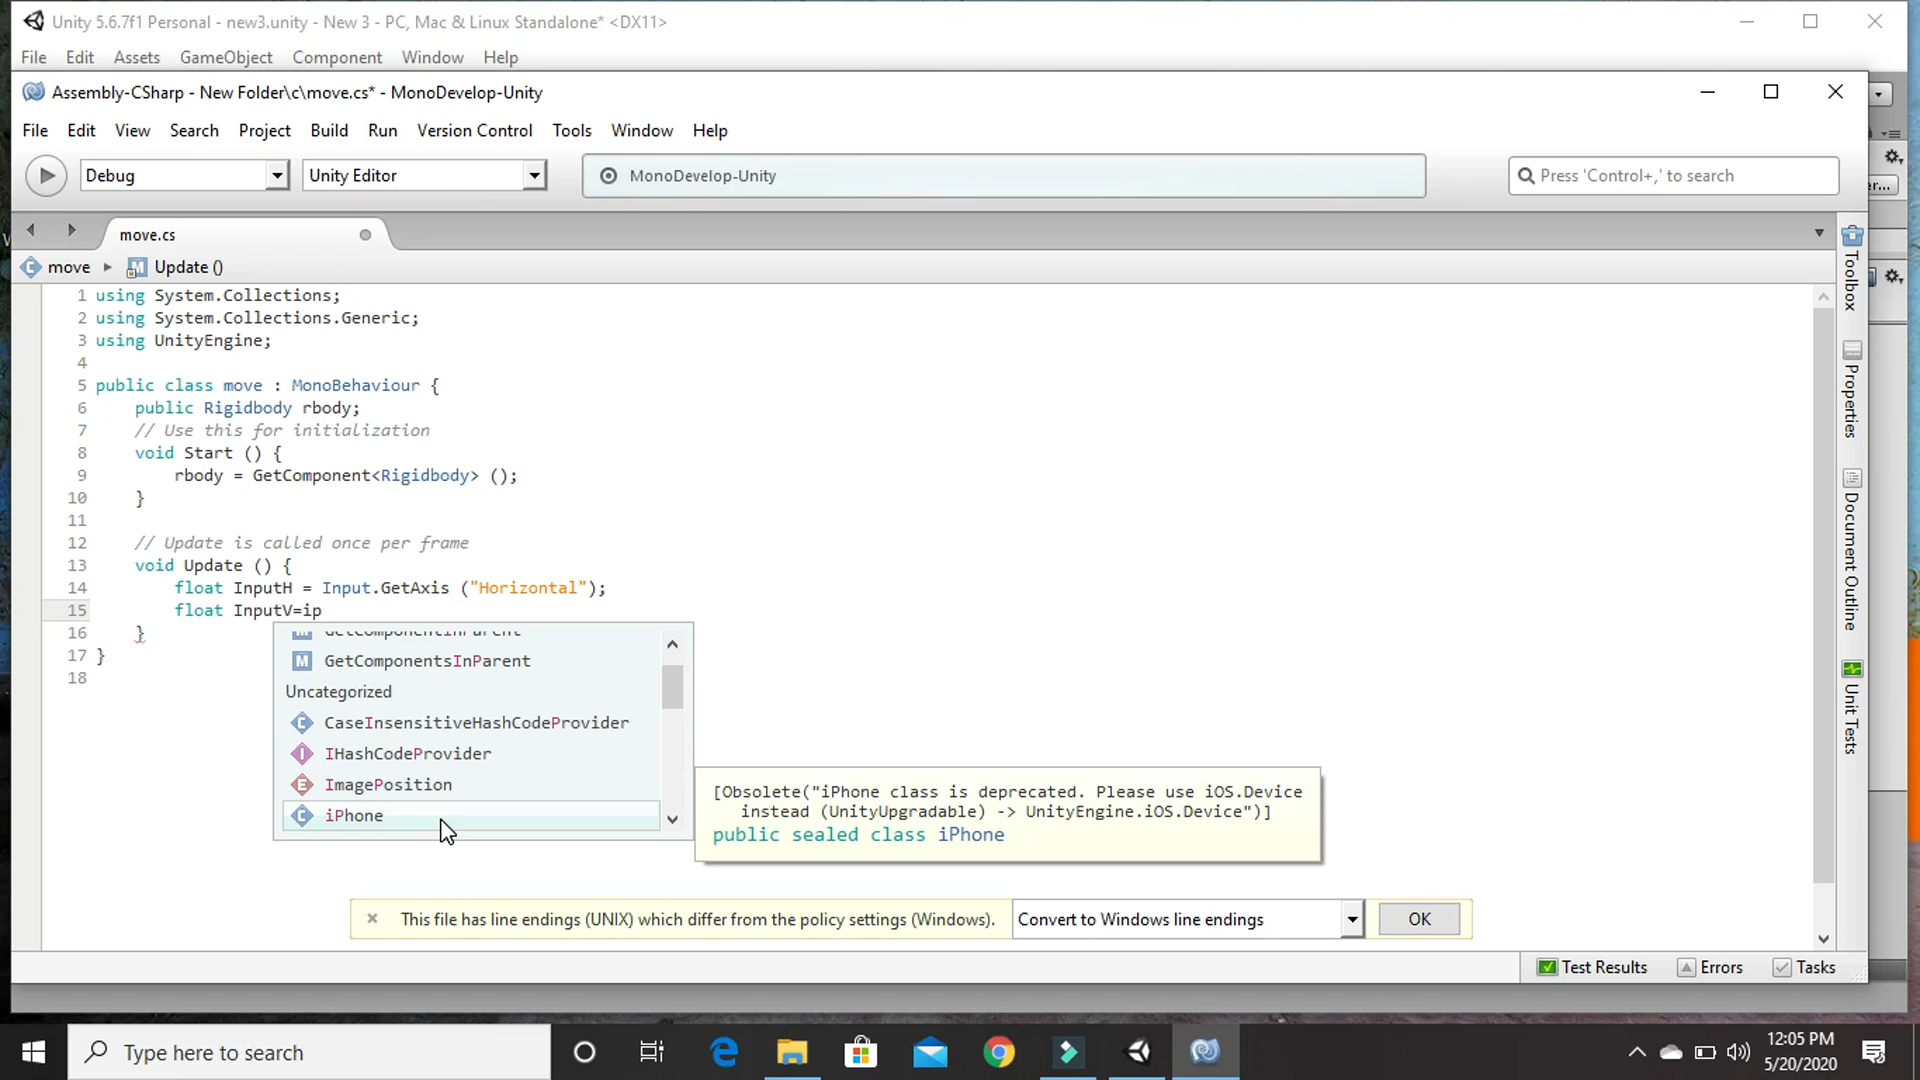 Unity 5.6.7f1 Personal - new3.unity - New 3 - PC, Mac & Linux Standalone* <DX11>
File Edit Assets GameObject Component Window Help
Assembly-CSharp - New Folder\c\move.cs* - MonoDevelop-Unity
File Edit View Search Project Build Run Version Control Tools Window Help
Debug Unity Editor MonoDevelop-Unity Press 'Control+,' to search
er...
move.cs
move Update ()
1 using System.Collections;
2 using System.Collections.Generic;
3 using UnityEngine;
4
5 public class move : MonoBehaviour {
6 public Rigidbody rbody;
7 // Use this for initialization
8 void Start () {
9 rbody = GetComponent<Rigidbody> ();
10 }
11
12 // Update is called once per frame
13 void Update () {
14 float InputH = Input.GetAxis ("Horizontal");
15 float InputV=ip
16 }
17 }
18
GetComponentInParent
M GetComponentsInParent
Uncategorized
C CaseInsensitiveHashCodeProvider
I IHashCodeProvider
E ImagePosition
C iPhone
[Obsolete("iPhone class is deprecated. Please use iOS.Device
instead (UnityUpgradable) -> UnityEngine.iOS.Device")]
public sealed class iPhone
This file has line endings (UNIX) which differ from the policy settings (Windows). Convert to Windows line endings OK
Toolbox
Properties
Document Outline
Unit Tests
Test Results Errors Tasks
Type here to search
12:05 PM
5/20/2020